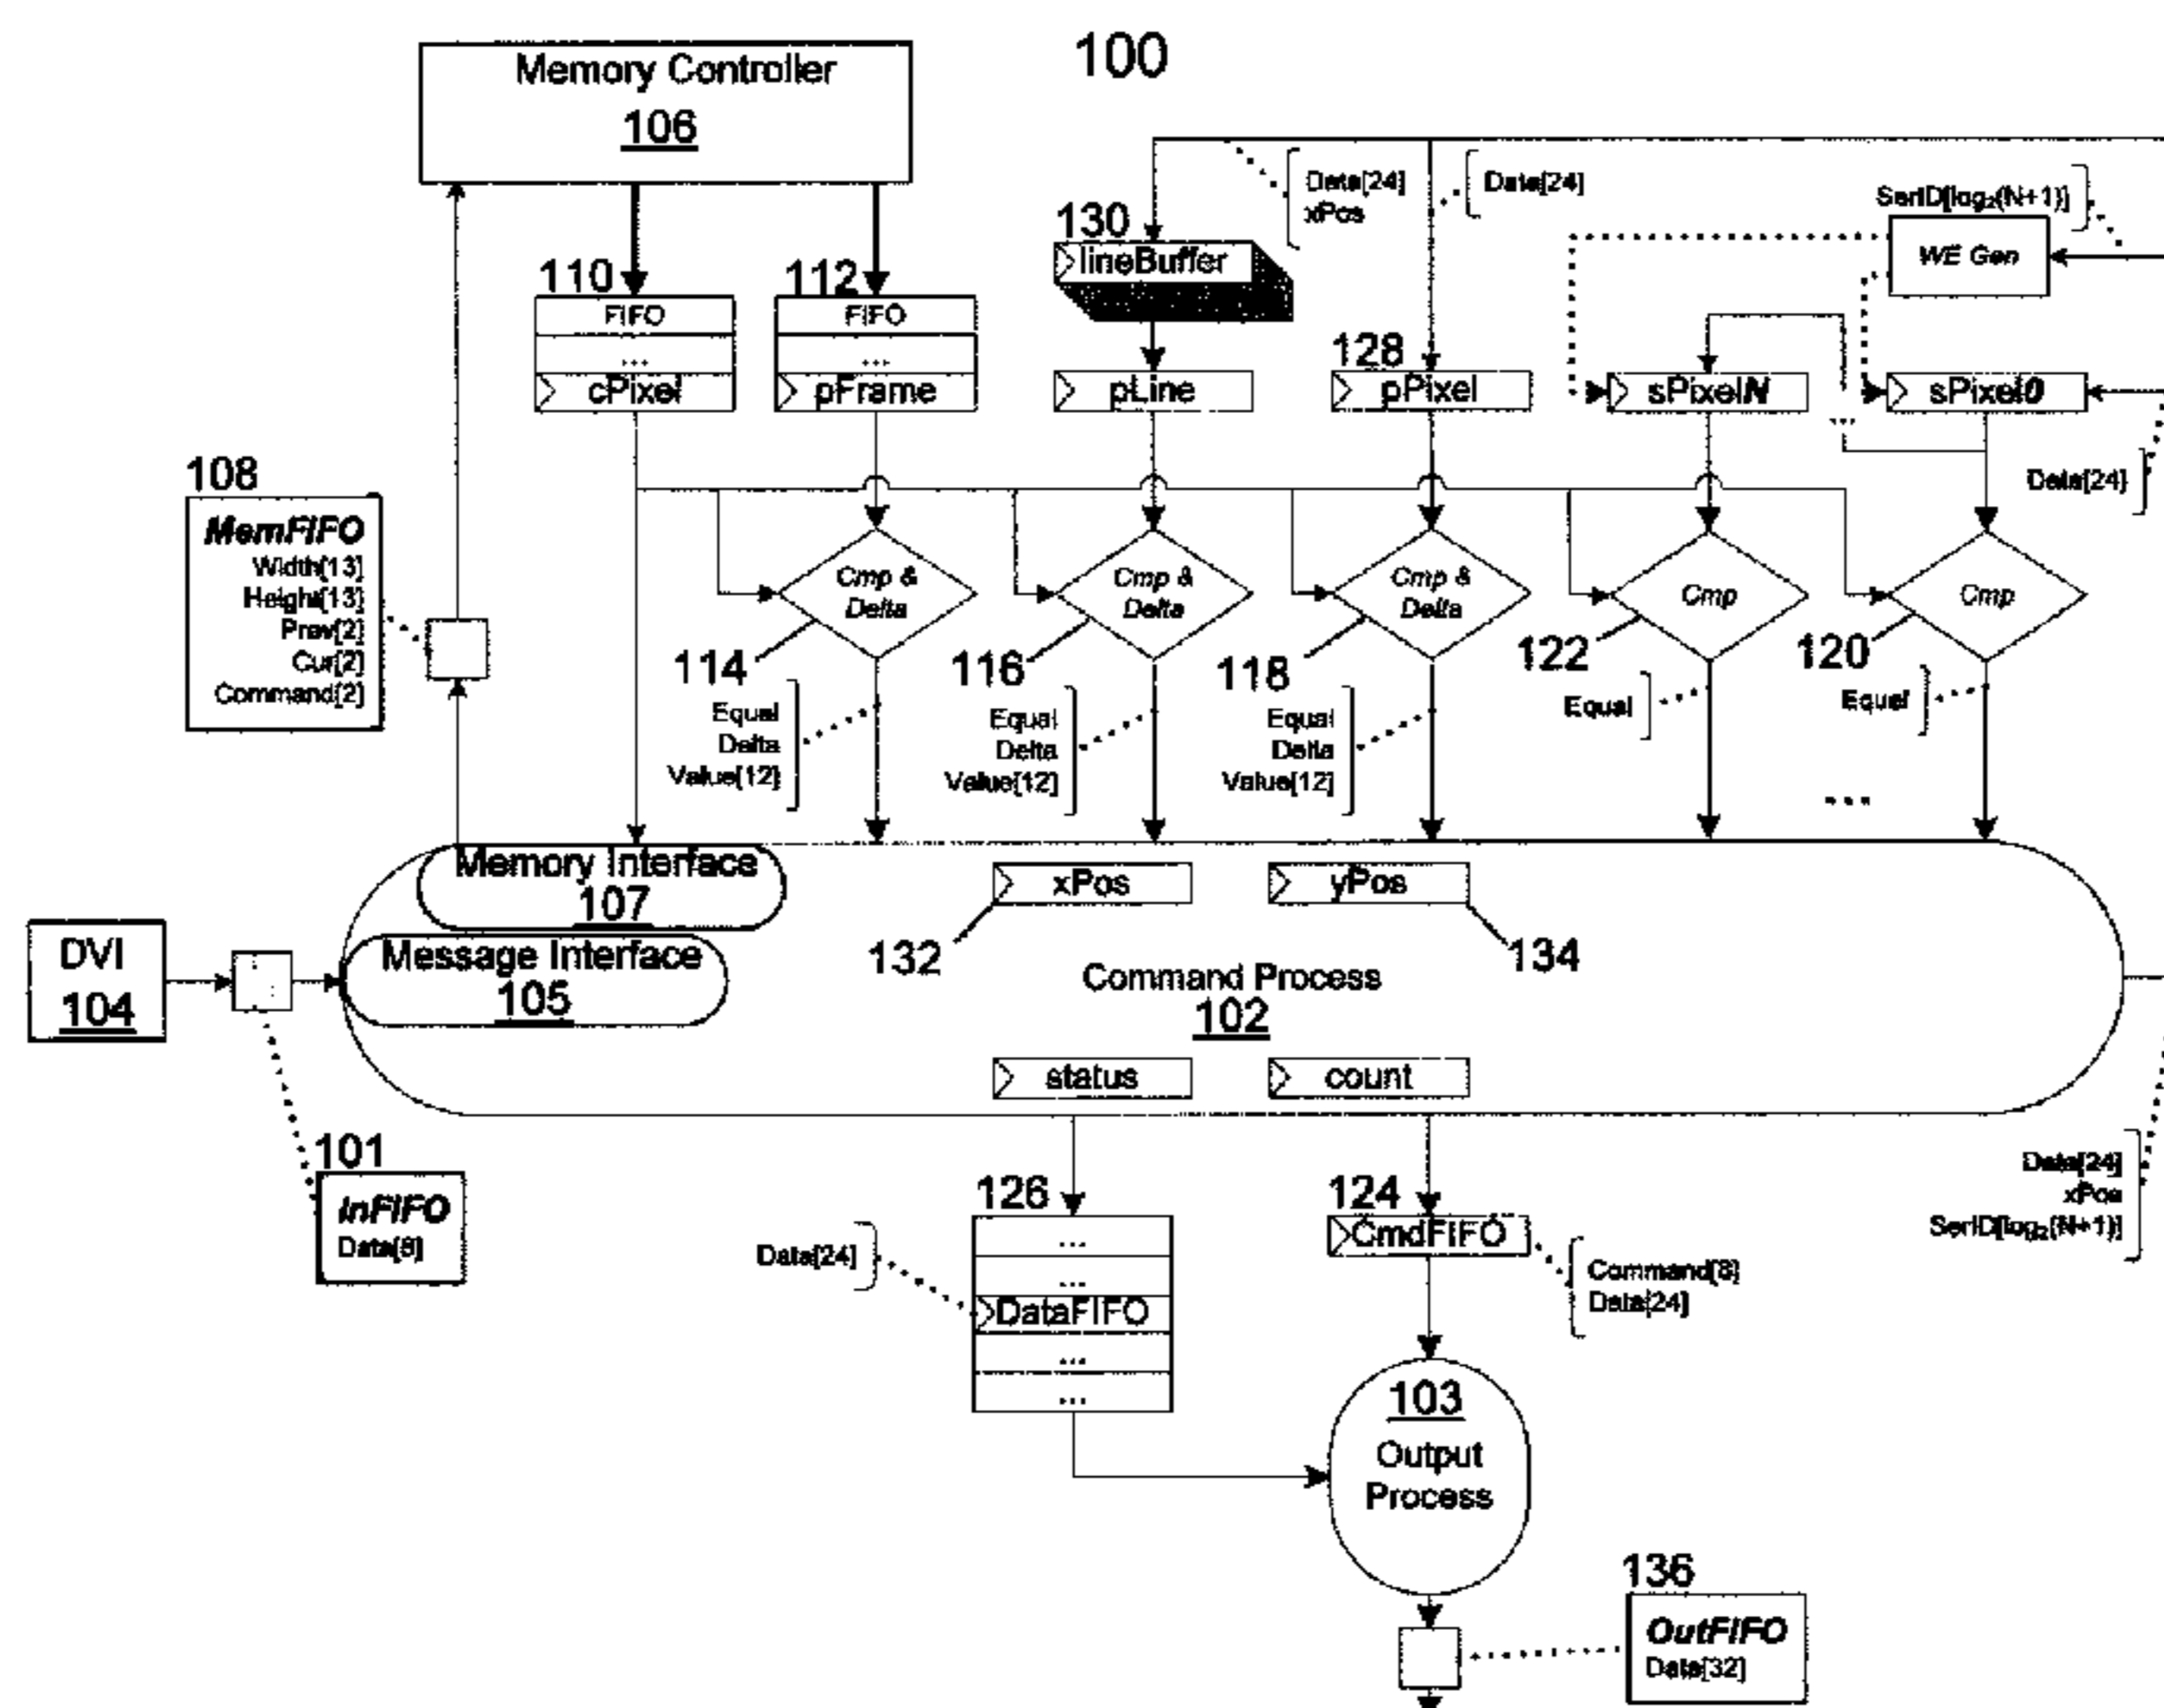 100
Memory Controller
106
Data[24]
xPos
Data[24]
SerID[log₂(N+1)]
WE Gen
130
lineBuffer
110
112
FIFO
...
cPixel
FIFO
...
pFrame
pLine
128
pPixel
sPixelN
...
sPixel0
Data[24]
108
MemFIFO
Width[13]
Height[13]
Prev[2]
Cur[2]
Command[2]
Cmp &
Delta
Cmp &
Delta
Cmp &
Delta
Cmp
Cmp
114
116
118
122
120
Equal
Delta
Value[12]
Equal
Delta
Value[12]
Equal
Delta
Value[12]
Equal
Equal
...
Memory Interface
107
xPos
yPos
132
134
DVI
104
Message Interface
105
Command Process
102
status
count
101
InFIFO
Data[8]
126
124
Data[24]
...
...
DataFIFO
...
...
CmdFIFO
Command[8]
Data[24]
Data[24]
xPos
SerID[log₂(N+1)]
103
Output
Process
136
OutFIFO
Data[32]